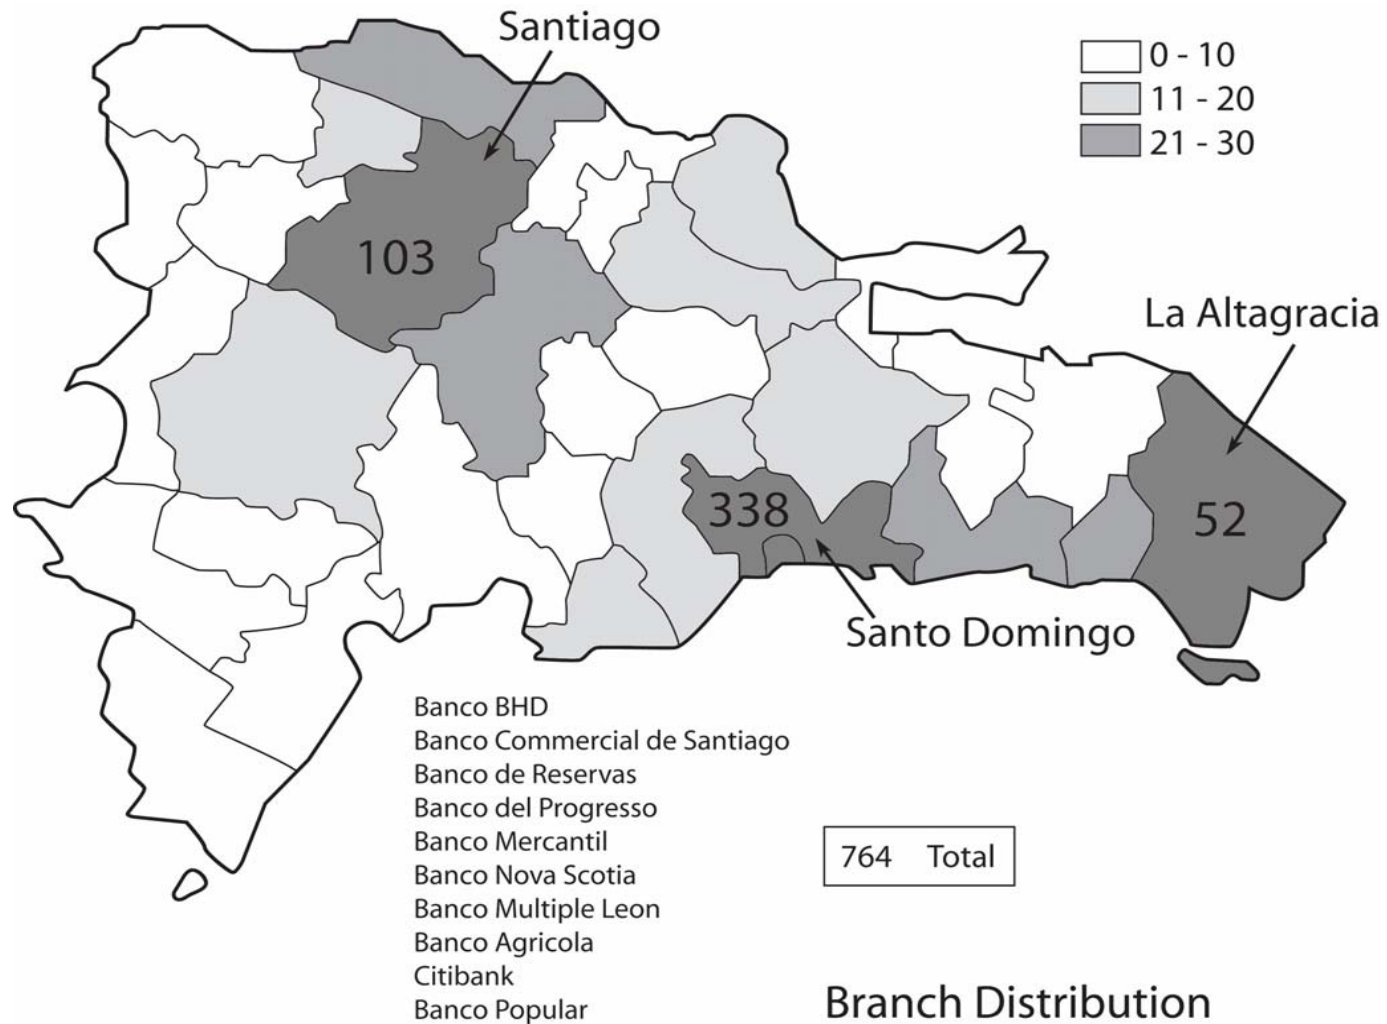 Santiago
0 - 10
11 - 20
21 - 30
103
La Altagracia
338
52
Santo Domingo
Banco BHD
Banco Commercial de Santiago
Banco de Reservas
Banco del Progresso
Banco Mercantil
Banco Nova Scotia
Banco Multiple Leon
Banco Agricola
Citibank
Banco Popular
764 Total
Branch Distribution